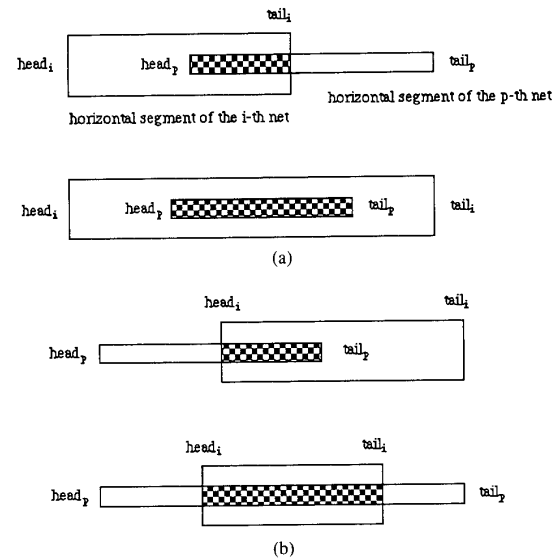 tail_i
head_i head_p tail_p
horizontal segment of the p-th net
horizontal segment of the i-th net
head_i head_p tail_p tail_i
(a)
head_i tail_i
head_p tail_p
head_i tail_i
head_p tail_p
(b)